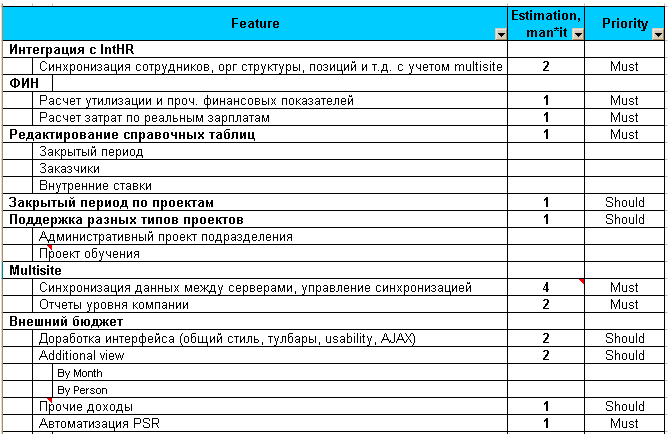 Feature Estimation, man*it Priority
Интеграция с IntHR
Синхронизация сотрудников, орг структуры, позиций и т.д. с учетом multisite 2 Must
ФИН
Расчет утилизации и проч. финансовых показателей 1 Must
Расчет затрат по реальным зарплатам 1 Must
Редактирование справочных таблиц 1 Must
Закрытый период
Заказчики
Внутренние ставки
Закрытый период по проектам 1 Should
Поддержка разных типов проектов 1 Should
Административный проект подразделения
Проект обучения
Multisite
Синхронизация данных между серверами, управление синхронизацией 4 Must
Отчеты уровня компании 2 Must
Внешний бюджет
Доработка интерфейса (общий стиль, тулбары, usability, AJAX) 2 Should
Additional view 2 Should
By Month
By Person
Прочие доходы 1 Should
Автоматизация PSR 1 Must